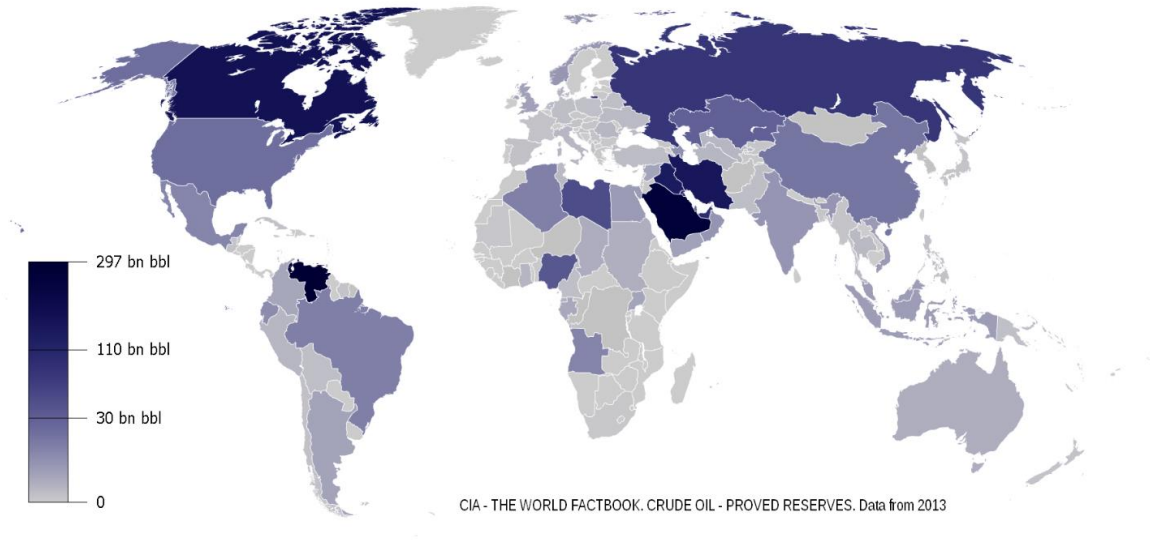 297 bn bbl
110 bn bbl
30 bn bbl
0
CIA - THE WORLD FACTBOOK. CRUDE OIL - PROVED RESERVES. Data from 2013